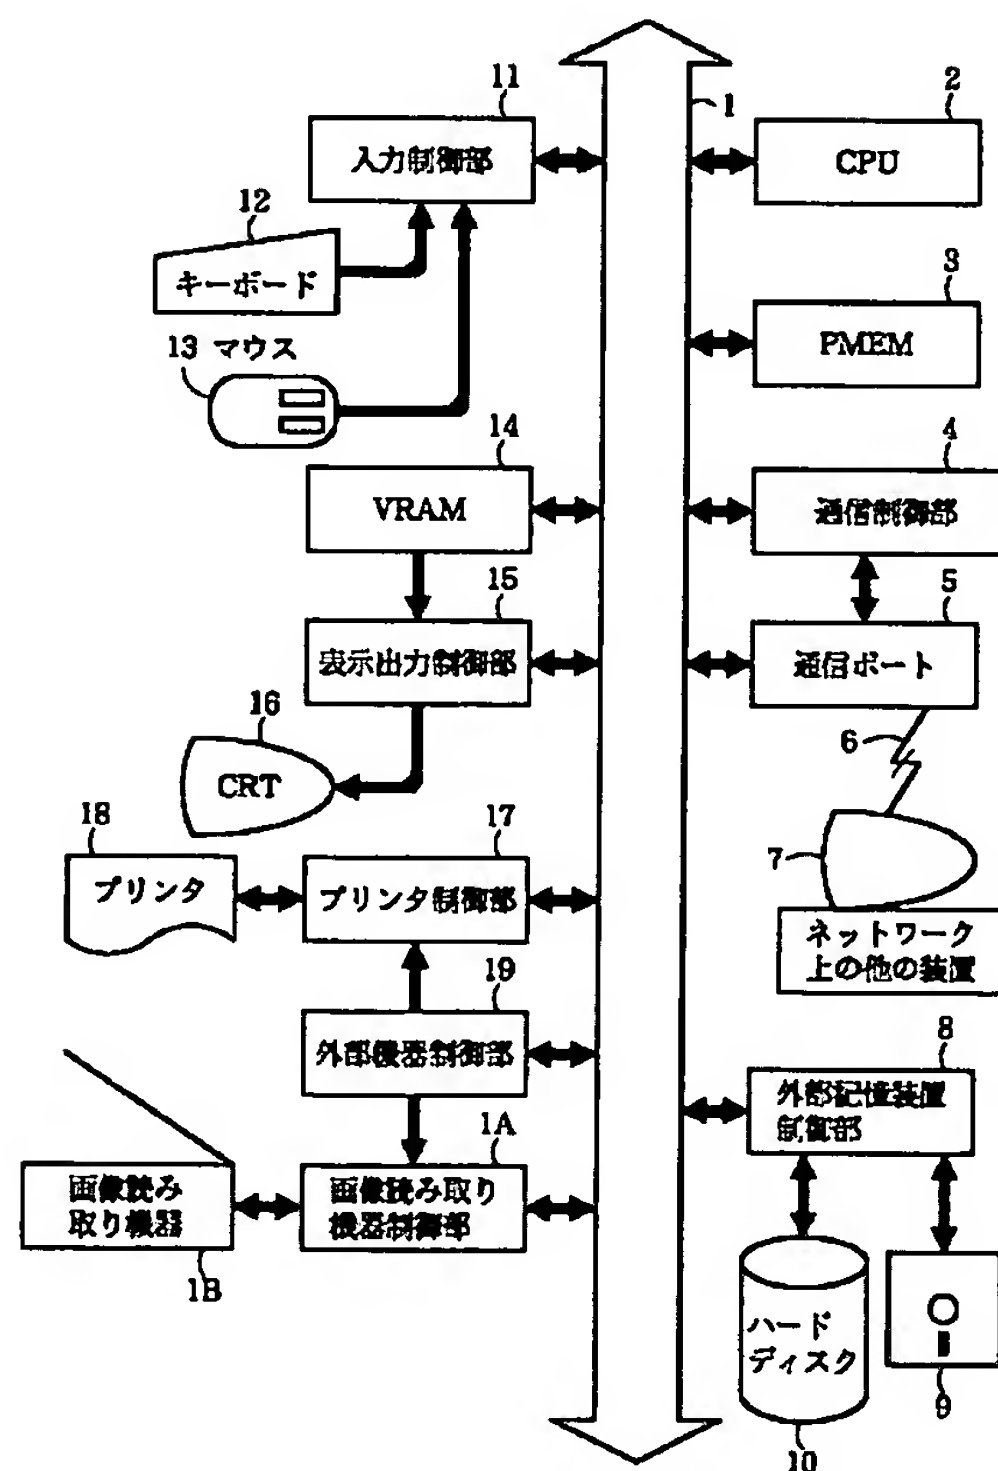 11
入力制御部
12
キーボード
13 マウス
14
VRAM
15
表示出力制御部
16
CRT
17
プリンタ制御部
18
プリンタ
19
外部機器制御部
1A
画像読み取り
機器制御部
画像読み
取り機器
1B
1
2
CPU
3
PMEM
4
通信制御部
5
通信ポート
6
7
ネットワーク
上の他の装置
8
外部記憶装置
制御部
ハード
ディスク
10
9